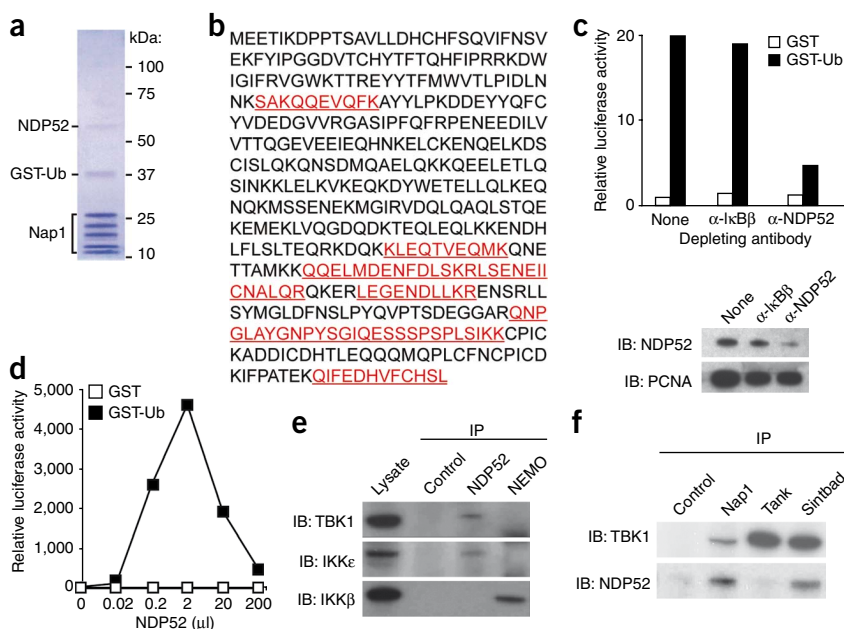 a
kDa:
100
75
NDP52
50
GST-Ub
37
25
Nap1
10
b
MEETIKDPPTSAVLLDHCHFSQVIFNSV
EKFYIPGGDVTCHYTFTQHFIPRRKDW
IGIFRVGWKTTREYYTFMWVTLPIDLN
NKSAKQQEVQFKAYYLPKDDEYYQFC
YVDEDGVVRGASIPFQFRPENEEDILV
VTTQGEVEEIEQHNKELCKENQELKDS
CISLQKQNSDMQAELQKKQEELETLQ
SINKKLELKVKEQKDYWETELLQLKEQ
NQKMSSENEKMGIRVDQLQAQLSTQE
KEMEKLVQGDQDKTEQLEQLKKENDH
LFLSLTEQRKDQKKLEQTVEQMKQNE
TTAMKKQQELMDENFDLSKRLSENEII
CNALQRQKERLEGENDLLKRENSRLL
SYMGLDFNSLPYQVPTSDEGGARQNP
GLAYGNPYSGIQESSSPSPLSIKKCPIC
KADDICDHTLEQQQMQPLCFNCPICD
KIFPATEKQIFEDHVFCHSL
c
Relative luciferase activity
20
10
0
GST
GST-Ub
None
α-IκBβ
α-NDP52
Depleting antibody
None
α-IκBβ
α-NDP52
IB: NDP52
IB: PCNA
d
Relative luciferase activity
5,000
4,000
3,000
2,000
1,000
0
GST
GST-Ub
0
0.02
0.2
2
20
200
NDP52 (μl)
e
IP
Lysate
Control
NDP52
NEMO
IB: TBK1
IB: IKKε
IB: IKKβ
f
IP
Control
Nap1
Tank
Sintbad
IB: TBK1
IB: NDP52